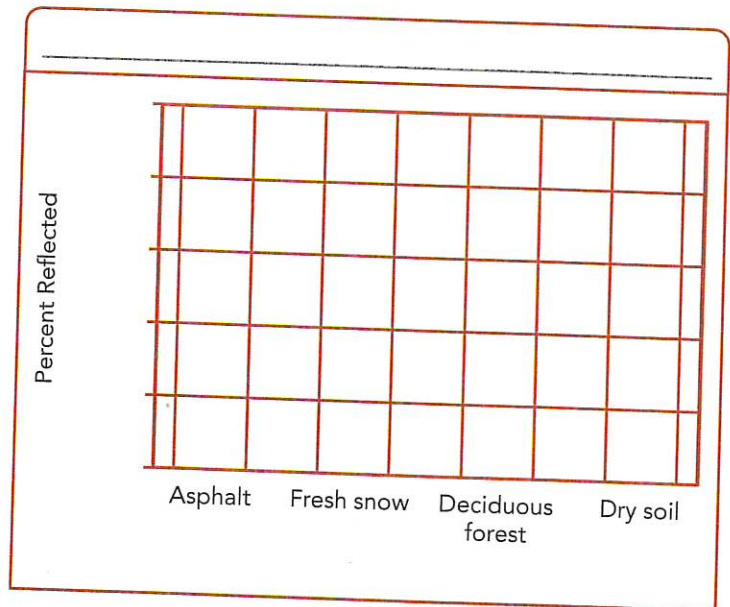 Percent Reflected
Asphalt
Fresh snow
Deciduous
forest
Dry soil